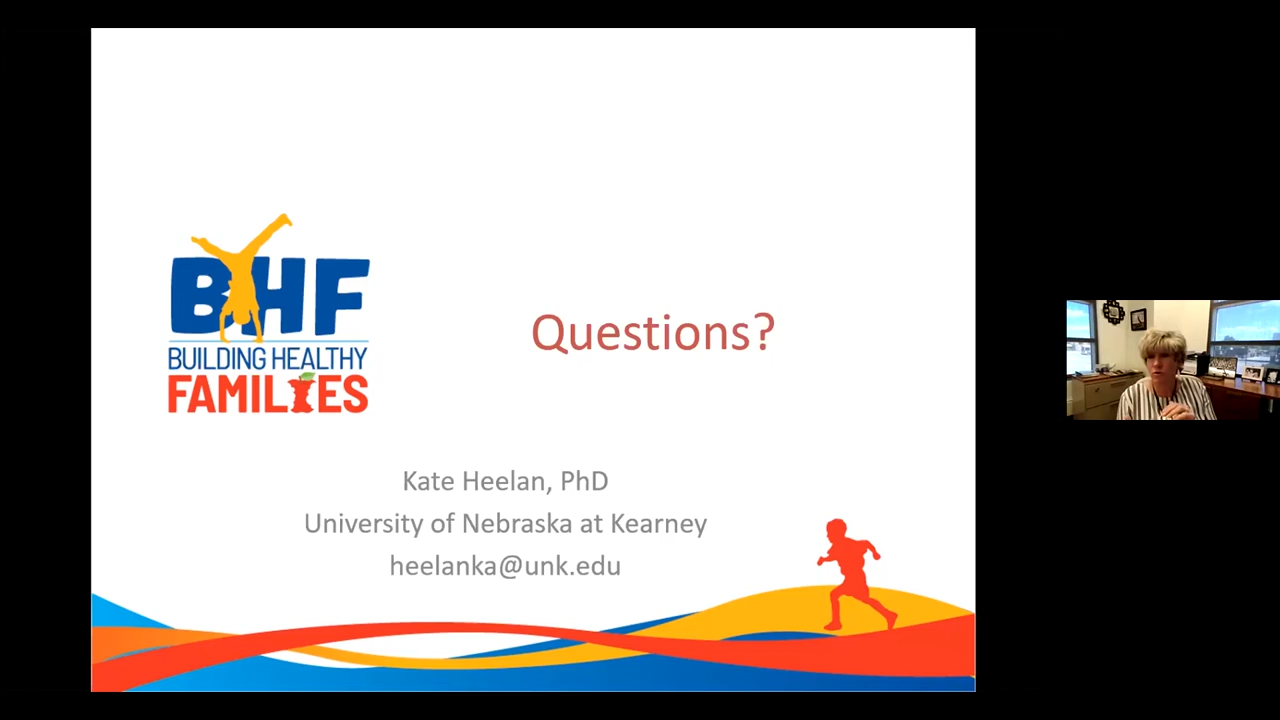 BHF
BUILDING HEALTHY
FAMILIES
Questions?
Kate Heelan, PhD
University of Nebraska at Kearney
heelanka@unk.edu